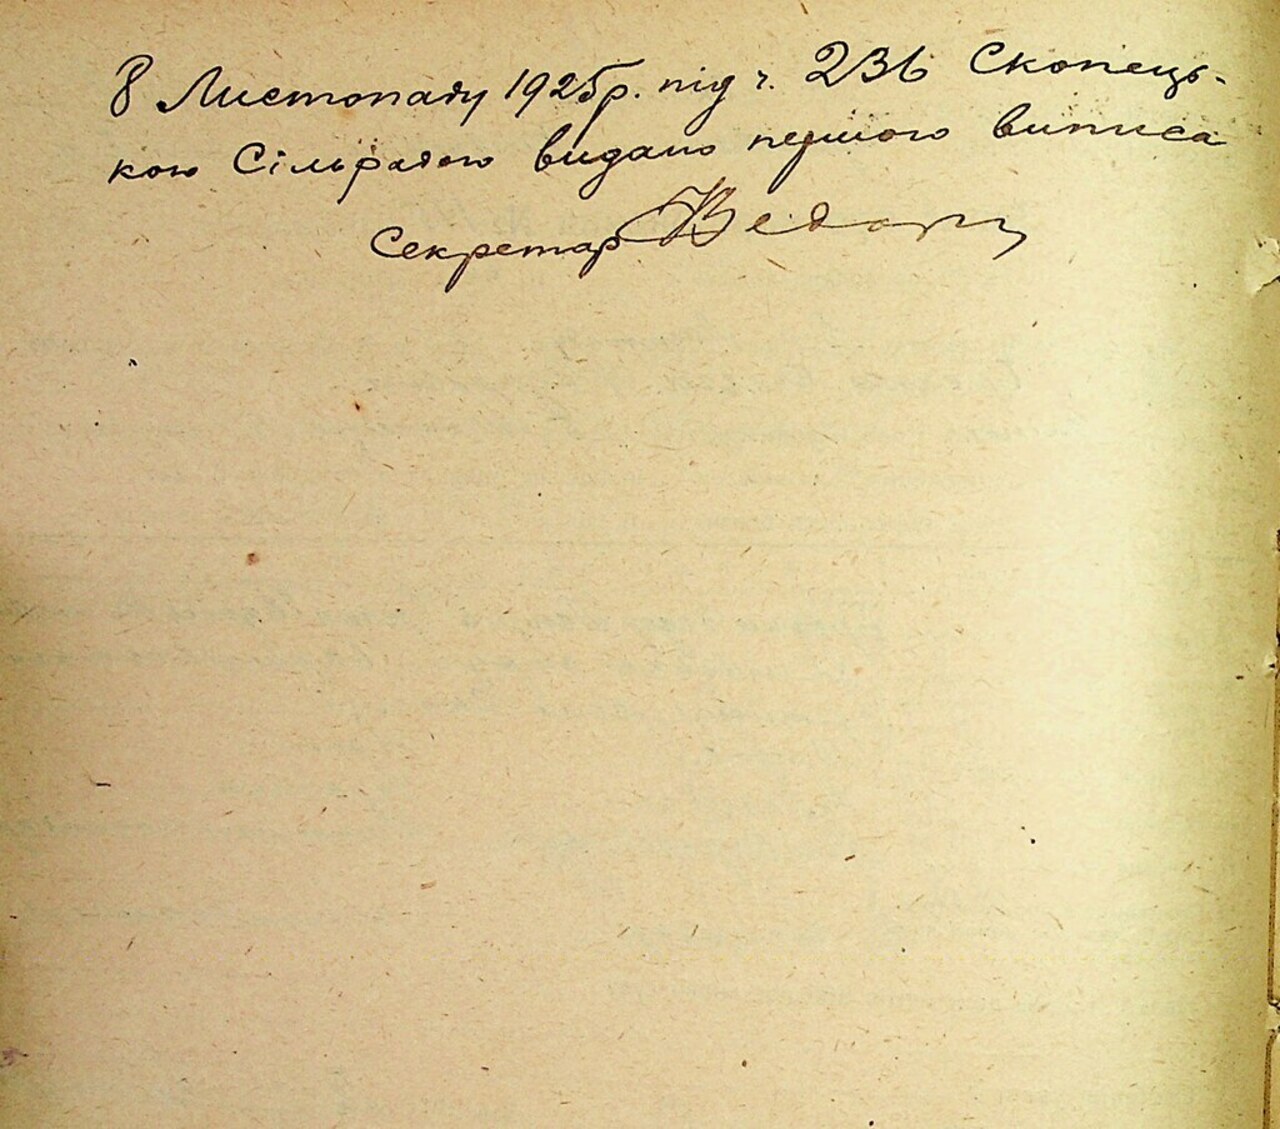 8 Листопаду 1925р. під ч. 236 Скопець-
кою Сільрадою видано першого виписа
Секретар